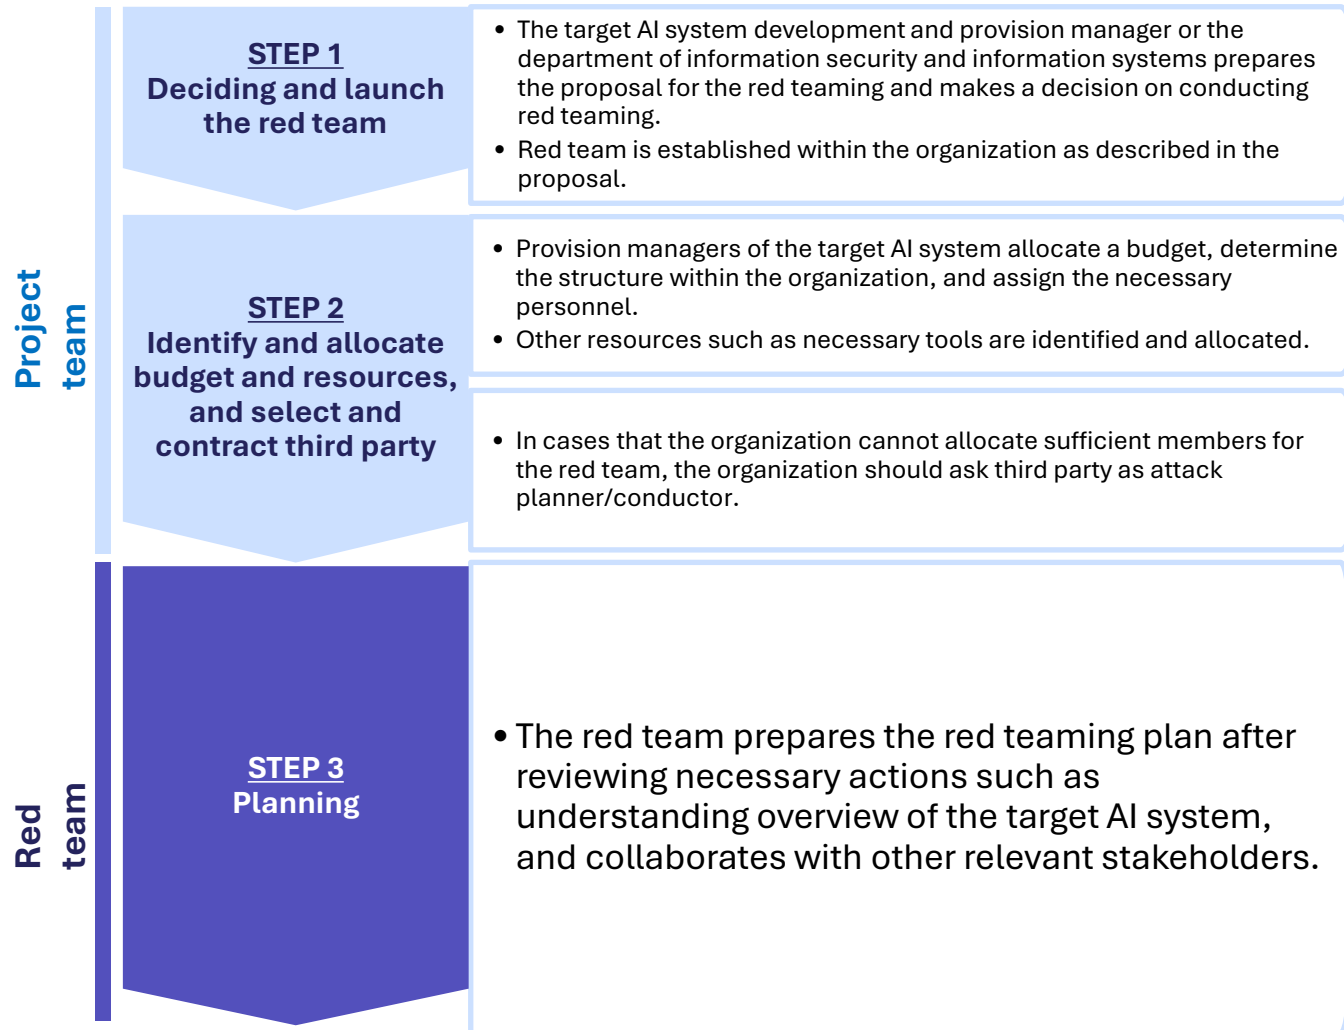 Project
team
STEP 1
Deciding and launch
the red team
• The target AI system development and provision manager or the
department of information security and information systems prepares
the proposal for the red teaming and makes a decision on conducting
red teaming.
• Red team is established within the organization as described in the
proposal.
STEP 2
Identify and allocate
budget and resources,
and select and
contract third party
• Provision managers of the target AI system allocate a budget, determine
the structure within the organization, and assign the necessary
personnel.
• Other resources such as necessary tools are identified and allocated.
• In cases that the organization cannot allocate sufficient members for
the red team, the organization should ask third party as attack
planner/conductor.
Red
team
STEP 3
Planning
• The red team prepares the red teaming plan after
reviewing necessary actions such as
understanding overview of the target AI system,
and collaborates with other relevant stakeholders.